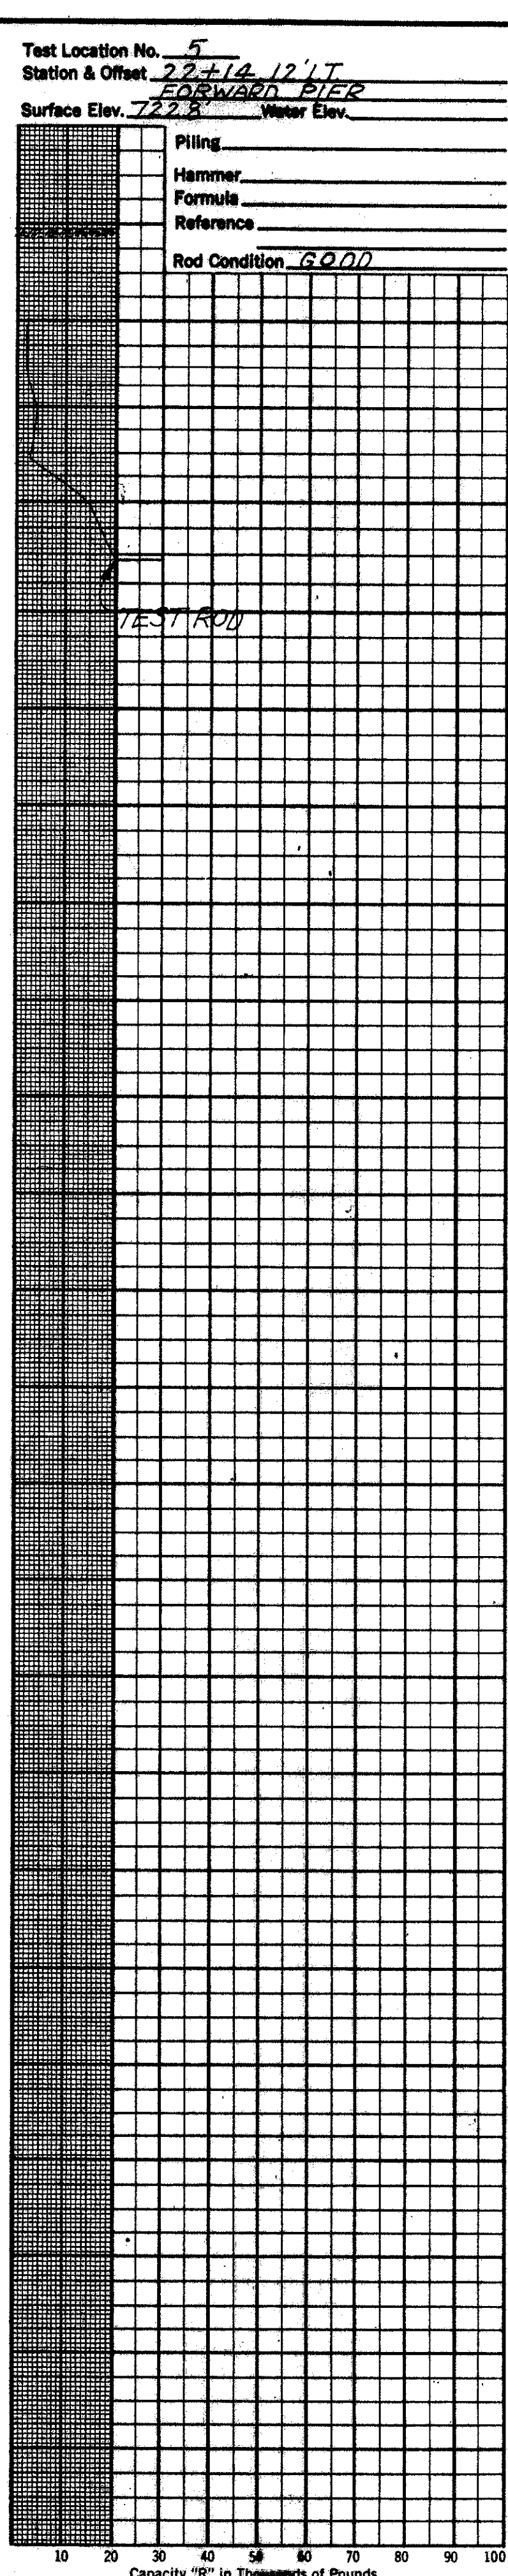 Test Location No. 5
Station & Offset 22+14 12' LT.
FORWARD PIER
Surface Elev. 722.8' Water Elev.
Piling
Hammer
Formula
Reference
Rod Condition GOOD
TEST ROD
10 20 30 40 50 60 70 80 90 100
Capacity "R" in Thousands of Pounds